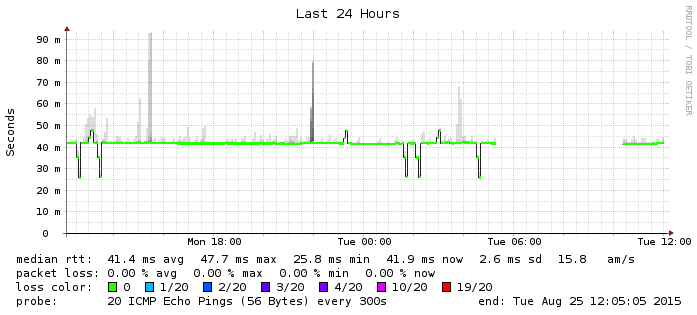 Last 24 Hours
RRDTOOL / TOBI OETIKER
Seconds
90 m
80 m
70 m
60 m
50 m
40 m
30 m
20 m
10 m
0
Mon 18:00 Tue 00:00 Tue 06:00 Tue 12:00
median rtt: 41.4 ms avg 47.7 ms max 25.8 ms min 41.9 ms now 2.6 ms sd 15.8 am/s
packet loss: 0.00 % avg 0.00 % max 0.00 % min 0.00 % now
loss color: 0 1/20 2/20 3/20 4/20 10/20 19/20
probe: 20 ICMP Echo Pings (56 Bytes) every 300s end: Tue Aug 25 12:05:05 2015